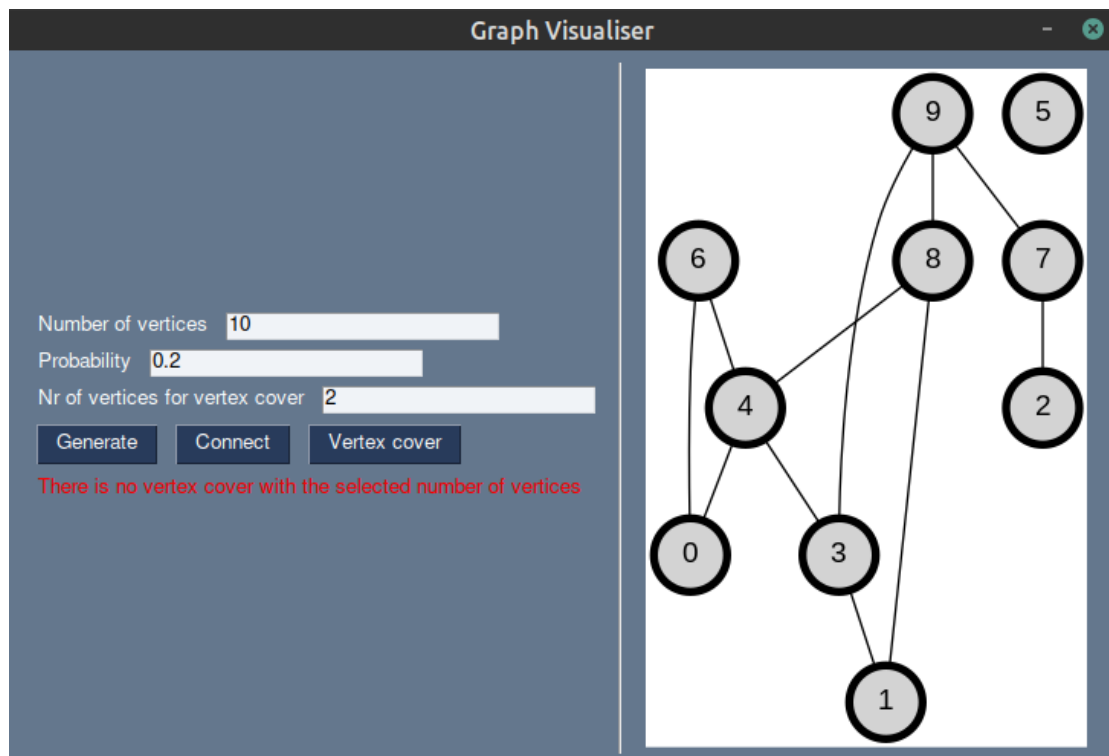 Graph Visualiser
Number of vertices 10
Probability 0.2
Nr of vertices for vertex cover 2
Generate Connect Vertex cover
There is no vertex cover with the selected number of vertices
9 5
6 8 7
4 2
0 3
1